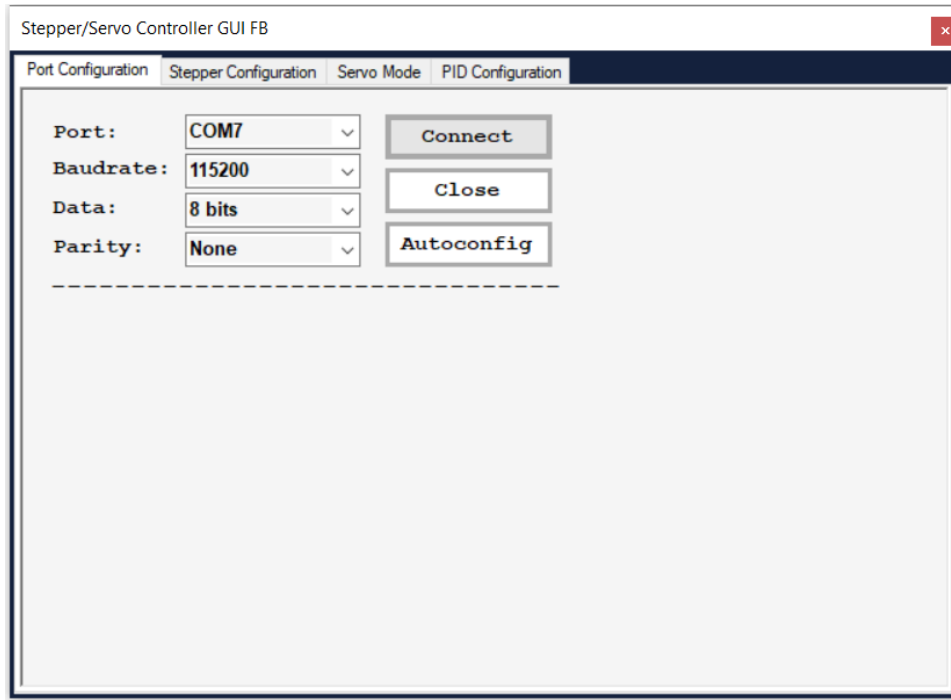 Stepper/Servo Controller GUI FB
Port Configuration Stepper Configuration Servo Mode PID Configuration
Port: COM7 Connect
Baudrate: 115200
Close
Data: 8 bits
Parity: None Autoconfig
--------------------------------